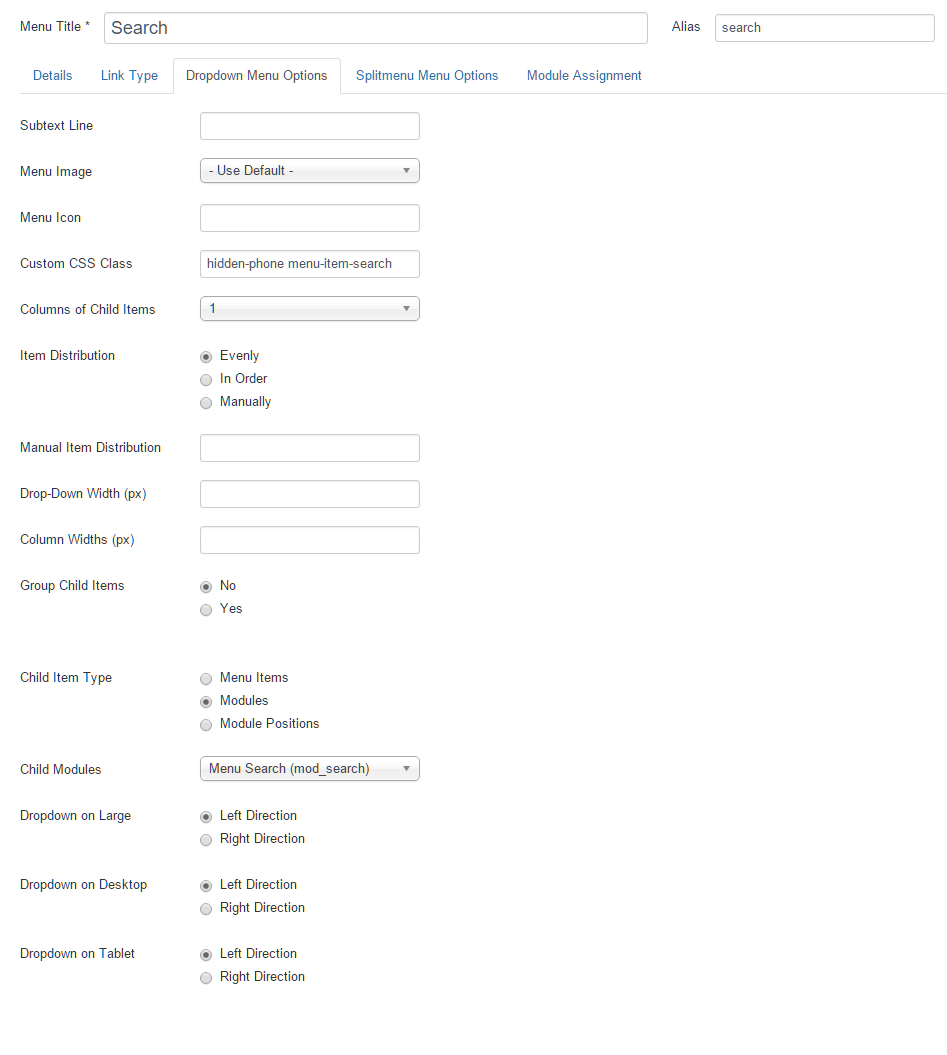 Menu Title * Search Alias search
Details Link Type Dropdown Menu Options Splitmenu Menu Options Module Assignment
Subtext Line
Menu Image - Use Default -
Menu Icon
Custom CSS Class hidden-phone menu-item-search
Columns of Child Items 1
Item Distribution Evenly
In Order
Manually
Manual Item Distribution
Drop-Down Width (px)
Column Widths (px)
Group Child Items No
Yes
Child Item Type Menu Items
Modules
Module Positions
Child Modules Menu Search (mod_search)
Dropdown on Large Left Direction
Right Direction
Dropdown on Desktop Left Direction
Right Direction
Dropdown on Tablet Left Direction
Right Direction